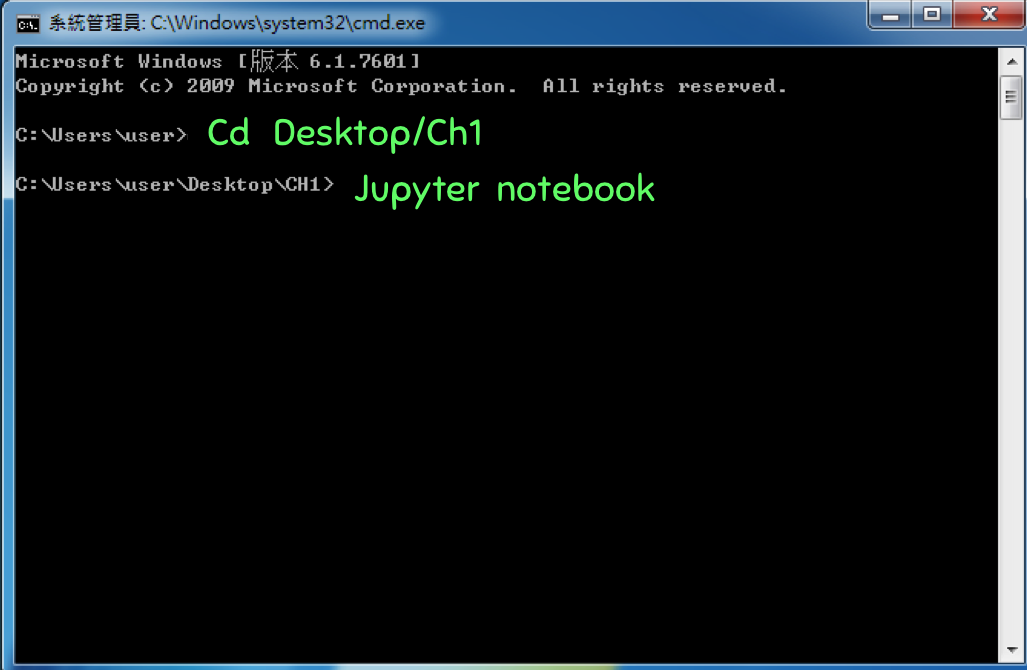 系統管理員: C:\Windows\system32\cmd.exe
Microsoft Windows [版本 6.1.7601]
Copyright (c) 2009 Microsoft Corporation.  All rights reserved.
C:\Users\user> Cd Desktop/Ch1
C:\Users\user\Desktop\CH1> Jupyter notebook